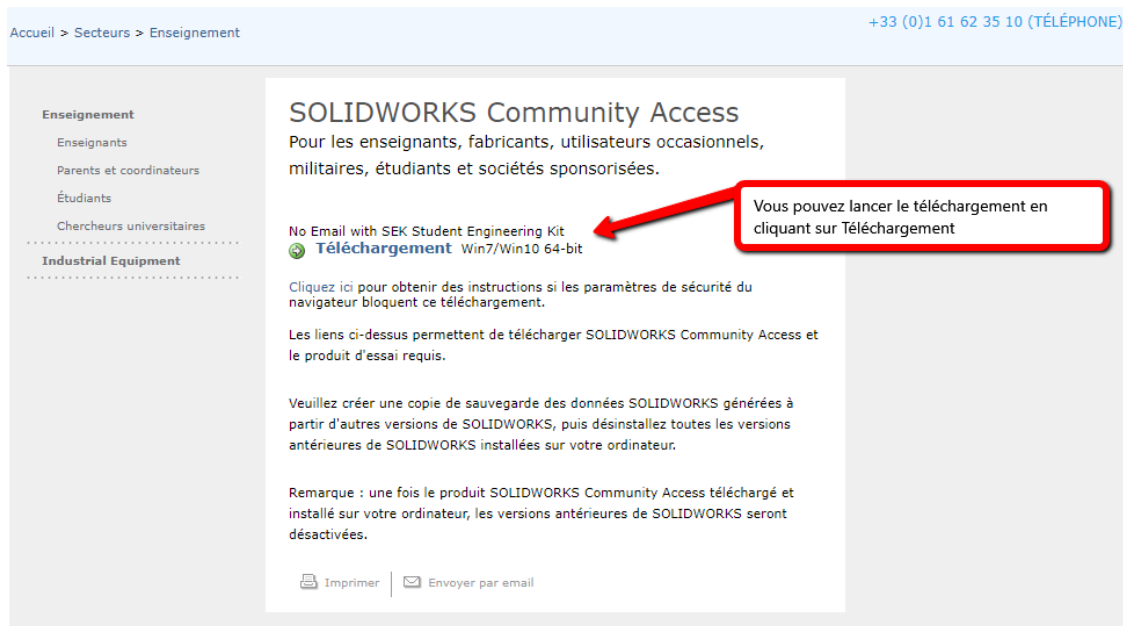 Accueil > Secteurs > Enseignement
+33 (0)1 61 62 35 10 (TÉLÉPHONE)
Enseignement
Enseignants
Parents et coordinateurs
Étudiants
Chercheurs universitaires
Industrial Equipment
SOLIDWORKS Community Access
Pour les enseignants, fabricants, utilisateurs occasionnels,
militaires, étudiants et sociétés sponsorisées.
Vous pouvez lancer le téléchargement en
cliquant sur Téléchargement
No Email with SEK Student Engineering Kit
Téléchargement Win7/Win10 64-bit
Cliquez ici pour obtenir des instructions si les paramètres de sécurité du
navigateur bloquent ce téléchargement.
Les liens ci-dessus permettent de télécharger SOLIDWORKS Community Access et
le produit d'essai requis.
Veuillez créer une copie de sauvegarde des données SOLIDWORKS générées à
partir d'autres versions de SOLIDWORKS, puis désinstallez toutes les versions
antérieures de SOLIDWORKS installées sur votre ordinateur.
Remarque : une fois le produit SOLIDWORKS Community Access téléchargé et
installé sur votre ordinateur, les versions antérieures de SOLIDWORKS seront
désactivées.
Imprimer
Envoyer par email